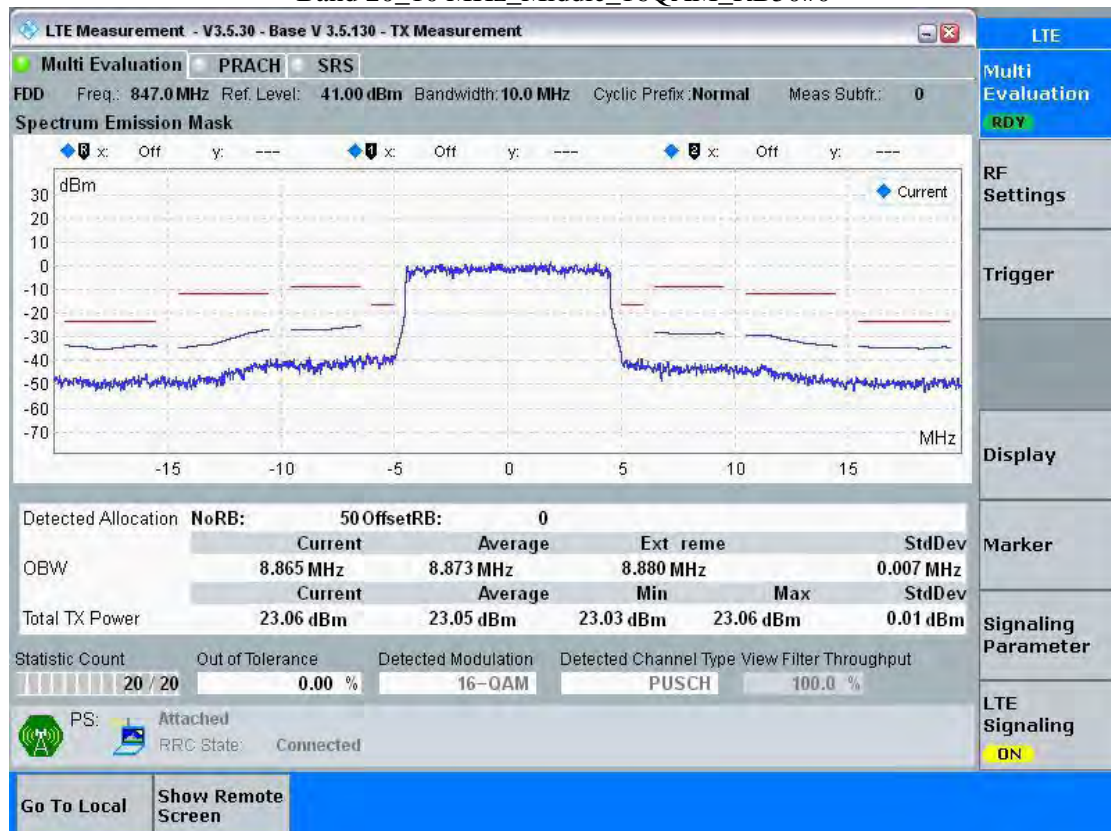 Band 20_10 MHz_Middle_16QAM_RB50#0
LTE Measurement - V3.5.30 - Base V 3.5.130 - TX Measurement
LTE
Multi Evaluation PRACH SRS
Multi Evaluation
RDY
FDD Freq.: 847.0 MHz Ref. Level: 41.00 dBm Bandwidth: 10.0 MHz Cyclic Prefix :Normal Meas Subfr.: 0
Spectrum Emission Mask
R x: Off y: --- 1 x: Off y: --- 2 x: Off y: ---
dBm
Current
30
20
10
0
-10
-20
-30
-40
-50
-60
-70
MHz
-15 -10 -5 0 5 10 15
RF
Settings
Trigger
Display
Marker
Signaling
Parameter
LTE
Signaling
ON
Detected Allocation NoRB: 50 OffsetRB: 0
Current Average Ext reme StdDev
OBW 8.865 MHz 8.873 MHz 8.880 MHz 0.007 MHz
Current Average Min Max StdDev
Total TX Power 23.06 dBm 23.05 dBm 23.03 dBm 23.06 dBm 0.01 dBm
Statistic Count Out of Tolerance Detected Modulation Detected Channel Type View Filter Throughput
20 / 20 0.00 % 16-QAM PUSCH 100.0 %
PS: Attached
RRC State: Connected
Go To Local
Show Remote
Screen